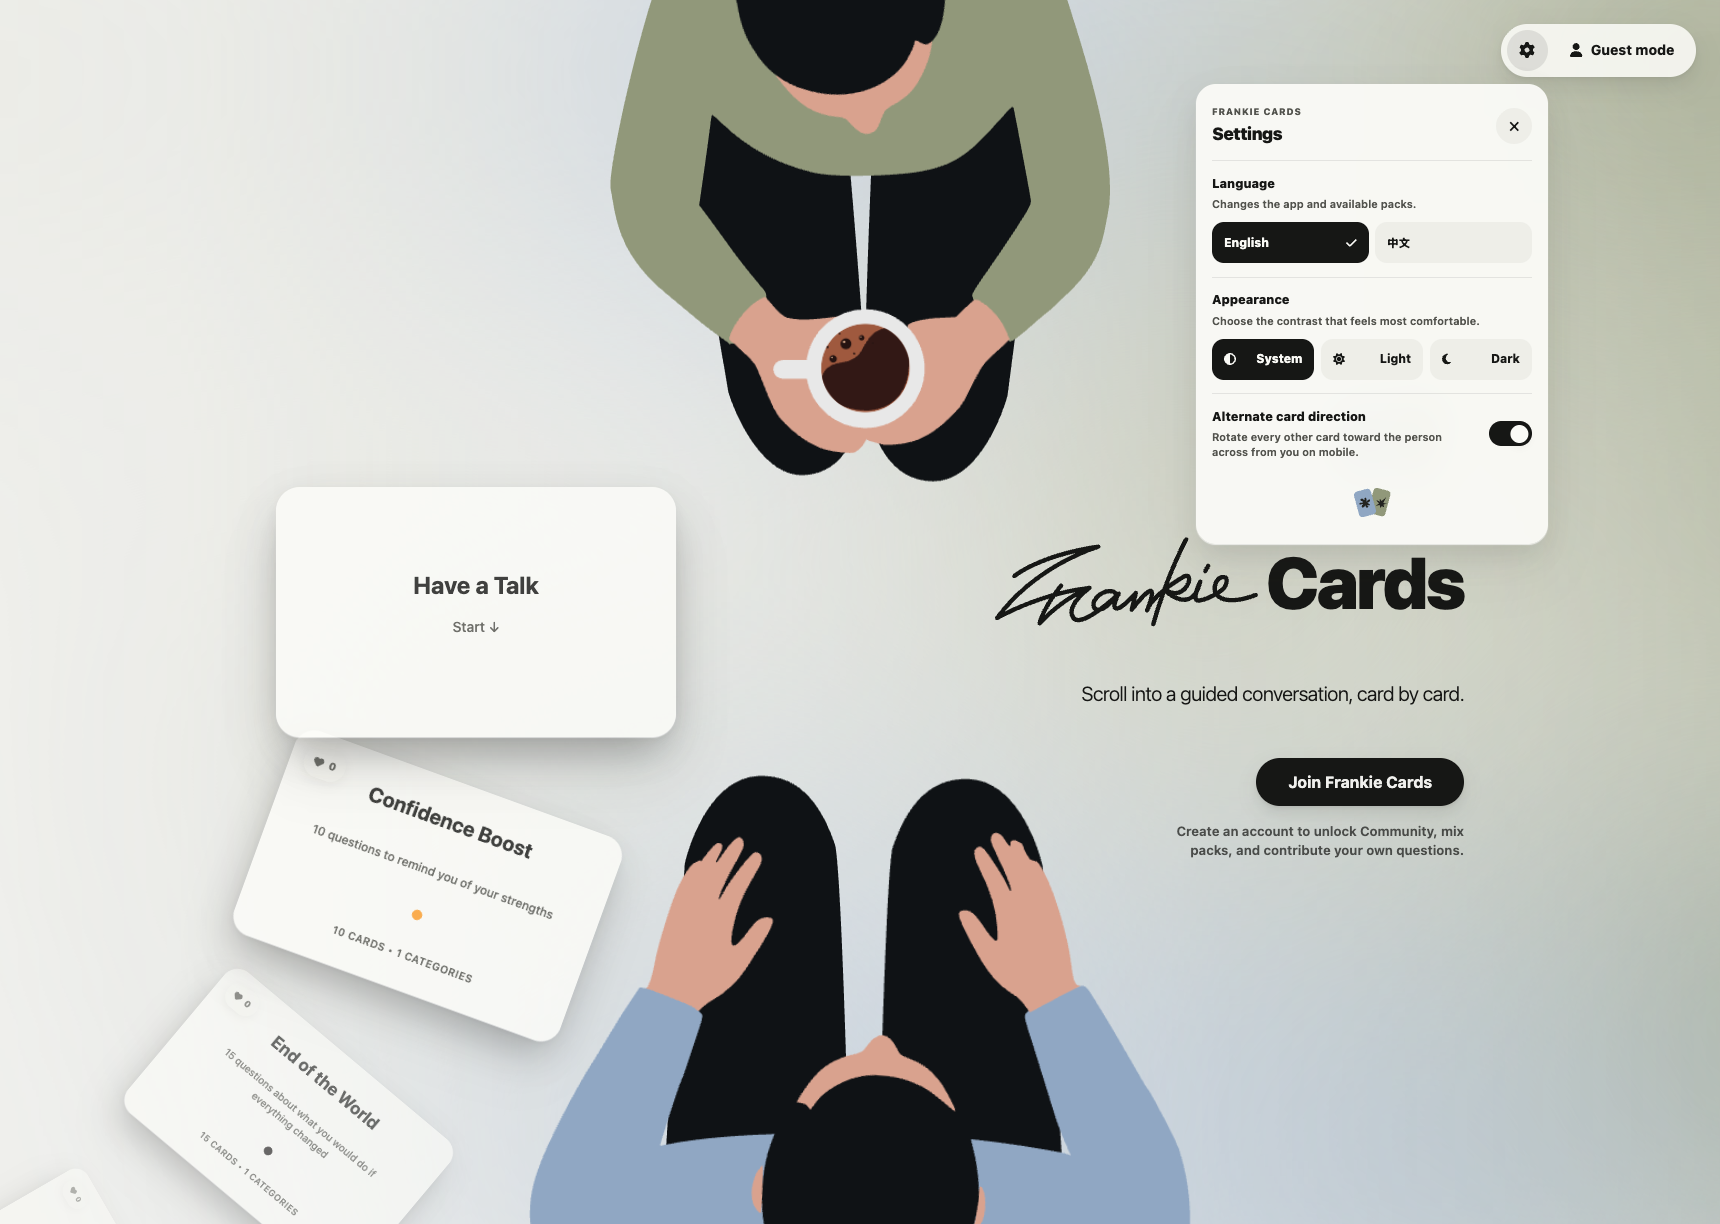 Guest mode
FRANKIE CARDS
Settings
Language
Changes the app and available packs.
English
中文
Appearance
Choose the contrast that feels most comfortable.
System
Light
Dark
Alternate card direction
Rotate every other card toward the person
across from you on mobile.
Have a Talk
Start ↓
Frankie Cards
Scroll into a guided conversation, card by card.
Join Frankie Cards
Create an account to unlock Community, mix
packs, and contribute your own questions.
0
Confidence Boost
10 questions to remind you of your strengths
10 CARDS • 1 CATEGORIES
0
End of the World
15 questions about what you would do if
everything changed
15 CARDS • 1 CATEGORIES
0